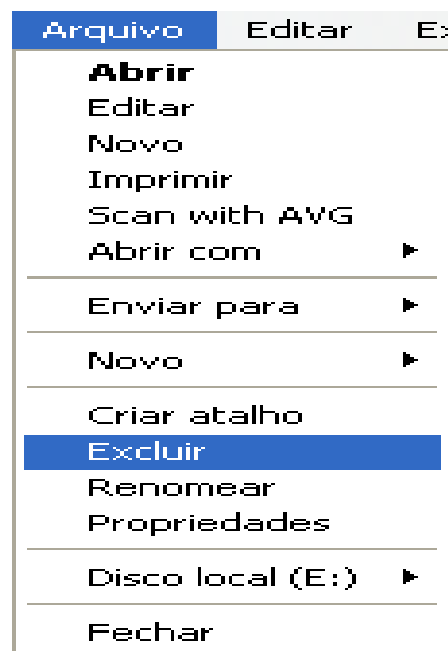 Arquivo Editar Ex
Abrir
Editar
Novo
Imprimir
Scan with AVG
Abrir com
Enviar para
Novo
Criar atalho
Excluir
Renomear
Propriedades
Disco local (E:)
Fechar